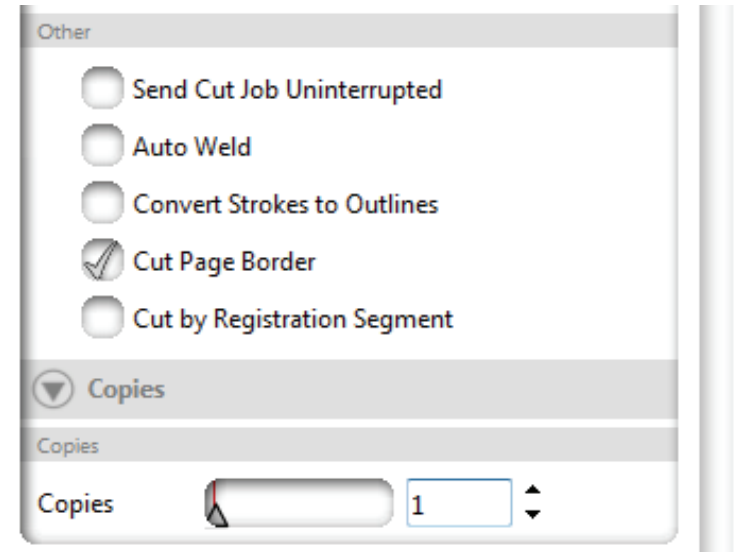 Other
Send Cut Job Uninterrupted
Auto Weld
Convert Strokes to Outlines
Cut Page Border
Cut by Registration Segment
Copies
Copies
Copies 1